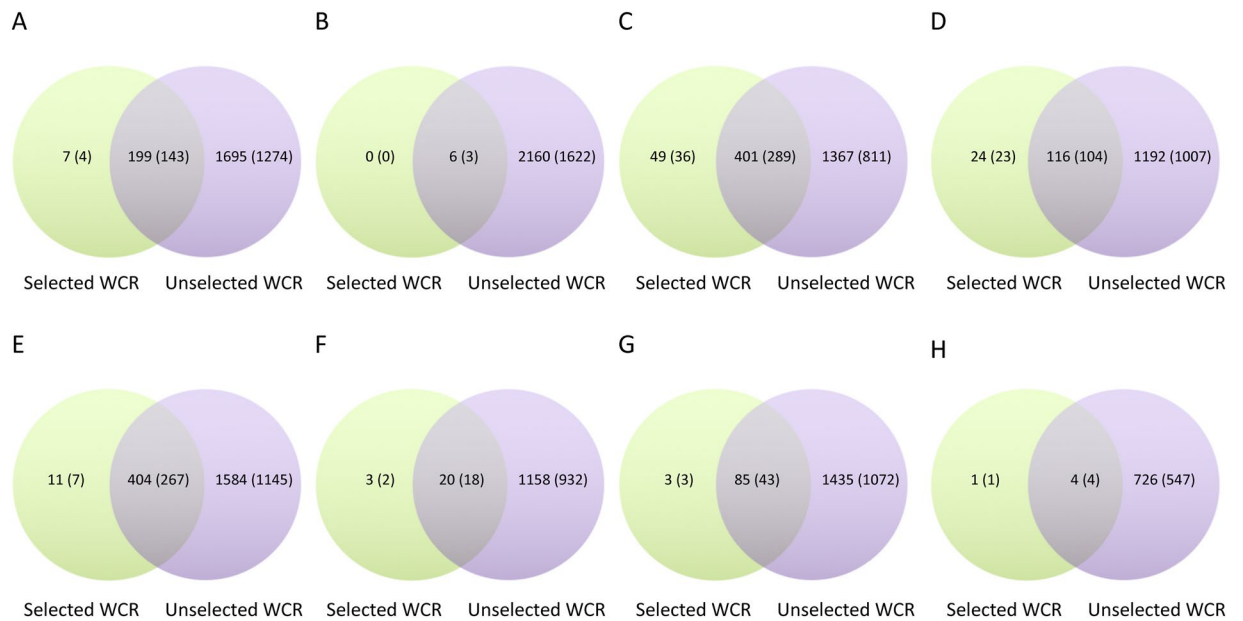 A B C D
7 (4) 199 (143) 1695 (1274) 0 (0) 6 (3) 2160 (1622) 49 (36) 401 (289) 1367 (811) 24 (23) 116 (104) 1192 (1007)
Selected WCR Unselected WCR Selected WCR Unselected WCR Selected WCR Unselected WCR Selected WCR Unselected WCR
E F G H
11 (7) 404 (267) 1584 (1145) 3 (2) 20 (18) 1158 (932) 3 (3) 85 (43) 1435 (1072) 1 (1) 4 (4) 726 (547)
Selected WCR Unselected WCR Selected WCR Unselected WCR Selected WCR Unselected WCR Selected WCR Unselected WCR